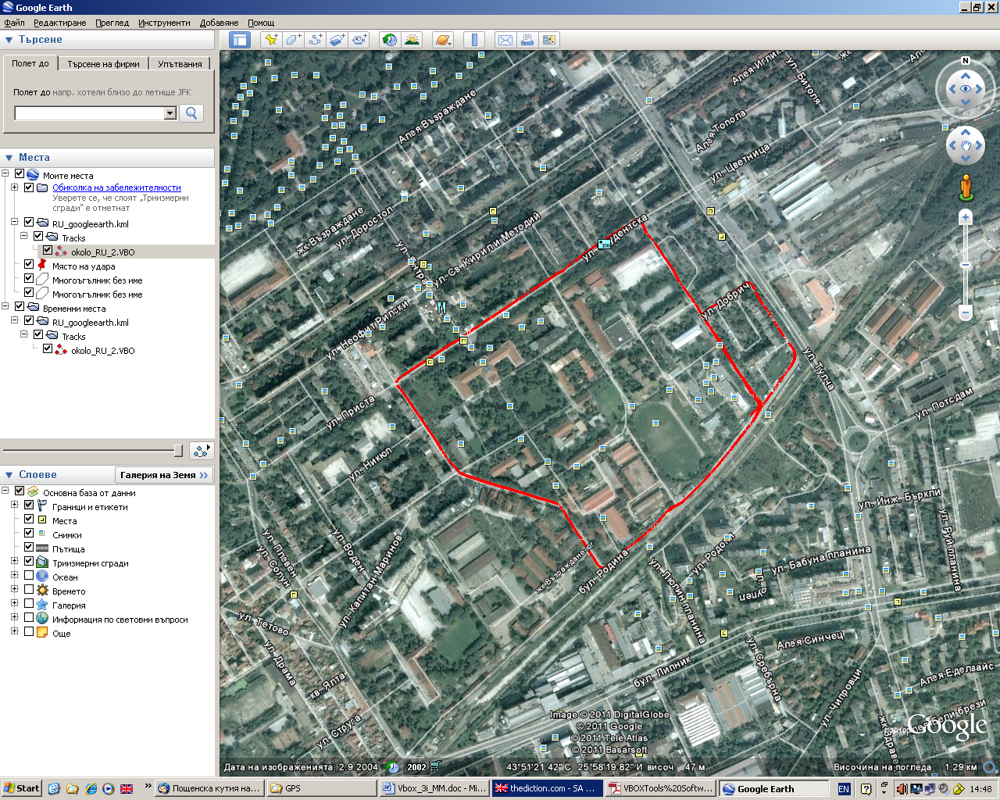 Google Earth
Файл Редактиране Преглед Инструменти Добавяне Помощ
Търсене
Полет до Търсене на фирми Упътвания
Полет до напр. хотели близо до летище JFK
Места
Моите места
Обиколка на забележителности
Уверете се, че слоят „Триизмерни
сгради“ е отметнат
RU_googleearth.kml
Tracks
okolo_RU_2.VBO
Място на удара
Многоъгълник без име
Многоъгълник без име
Временни места
RU_googleearth.kml
Tracks
okolo_RU_2.VBO
Слоеве
Галерия на Земя
Основна база от данни
Граници и етикети
Места
Снимки
Пътища
Триизмерни сгради
Океан
Времето
Галерия
Информация по световни въпроси
Още
N
Алея Възраждане
ул. Битоля
Алея Топола
ул. Цветница
жк Възраждане
ул. Доростол
ул. Св. Кирил и Методий
ул. Неофит Рилски
ул. Добрич
ул. Тулча
ул. Потсдам
ул. Приста
ул. Никюп
ул. Инж. Бъркли
ул. Руй планина
ул. Плевен
ул. Солун
ул. Воден
ул. Капитан Маринов
жк Възраждане-юг
бул. Родина
ул. Люлин планина
ул. Родопи
ул. Бабуна планина
ул. Тетово
ул. Драма
кв. Ялта
ул. Струга
бул. Липник
Алея Синчец
ул. Сребърна
ул. Чипровци
Алея Еделвайс
Image © 2011 DigitalGlobe
© 2011 Google
© 2011 Tele Atlas
© 2011 Basarsoft
©2010 Google
Дата на изображенията: 2.9.2004 2002 43°51'21.42" С 25°58'19.82" И височ. 47 м Височина на погледа 1.29 км
Start Пощенска кутия на... GPS Vbox_3i_MM.doc - Mi... thediction.com - SA ... VBOXTools%20Softw... Google Earth EN 14:48